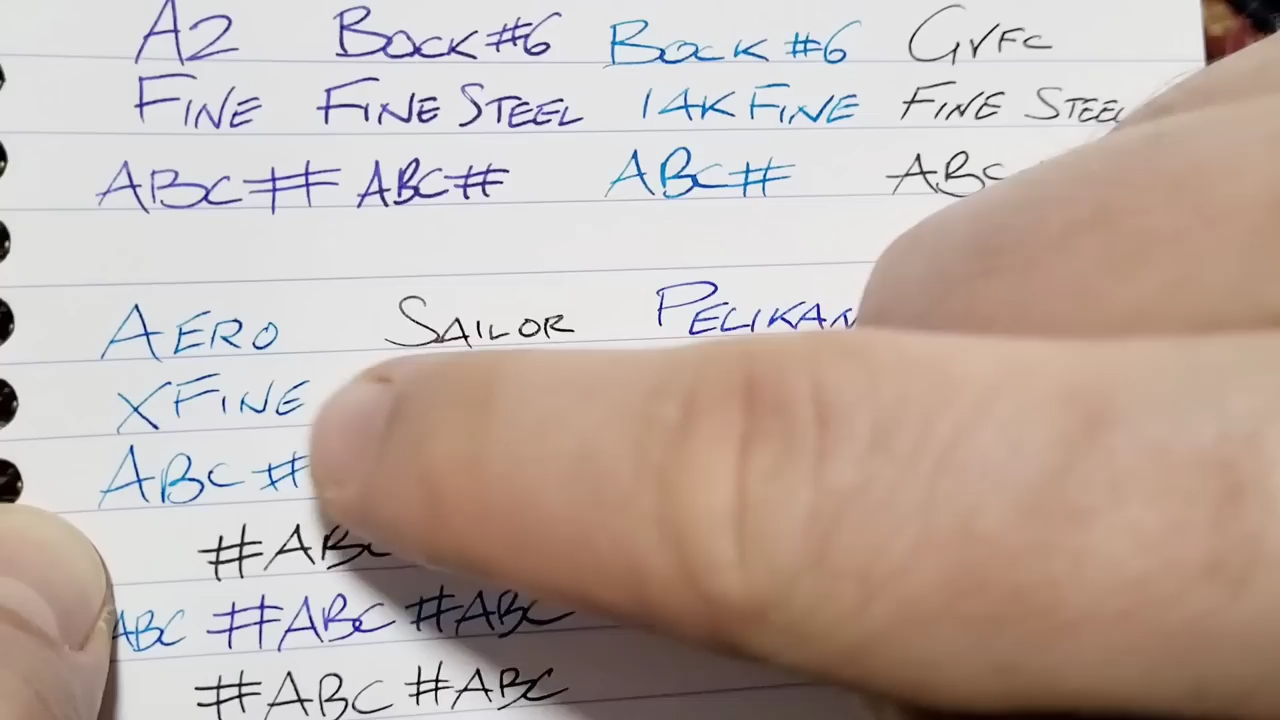 A2 BOCK #6 BOCK #6 GVFC
FINE FINE STEEL 14K FINE FINE STEEL
ABC# ABC# ABC# ABC
AERO SAILOR PELIKAN
XFINE
ABC #
#ABC
ABC #ABC #ABC
#ABC #ABC